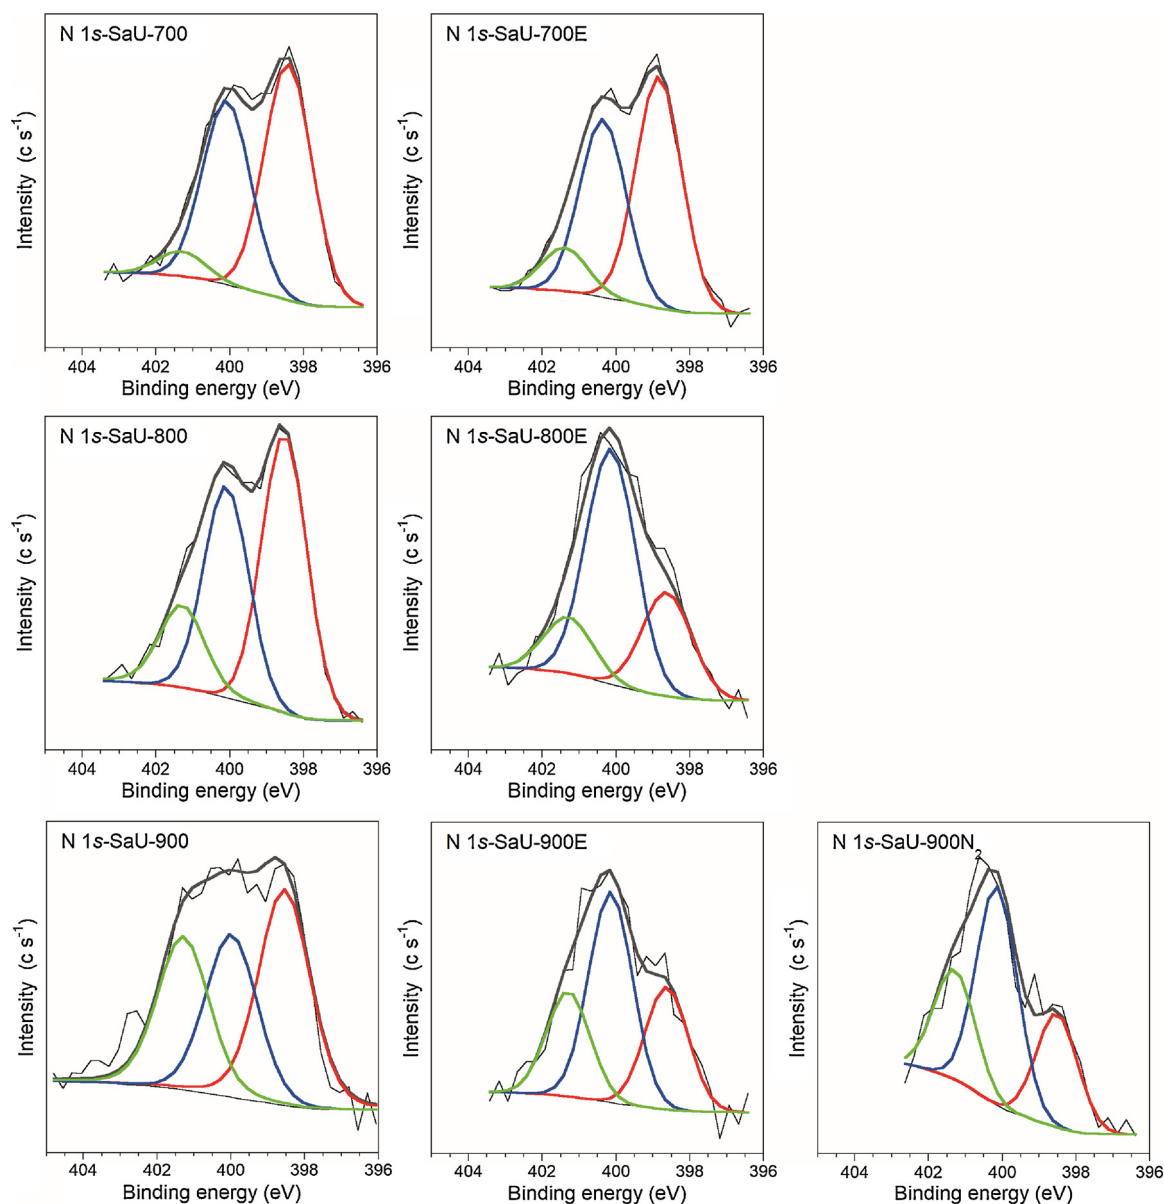 N 1s-SaU-700
Intensity (c s⁻¹)
404 402 400 398 396
Binding energy (eV)
N 1s-SaU-700E
Intensity (c s⁻¹)
404 402 400 398 396
Binding energy (eV)
N 1s-SaU-800
Intensity (c s⁻¹)
404 402 400 398 396
Binding energy (eV)
N 1s-SaU-800E
Intensity (c s⁻¹)
404 402 400 398 396
Binding energy (eV)
N 1s-SaU-900
Intensity (c s⁻¹)
404 402 400 398 396
Binding energy (eV)
N 1s-SaU-900E
Intensity (c s⁻¹)
404 402 400 398 396
Binding energy (eV)
N 1s-SaU-900N₂
Intensity (c s⁻¹)
404 402 400 398 396
Binding energy (eV)